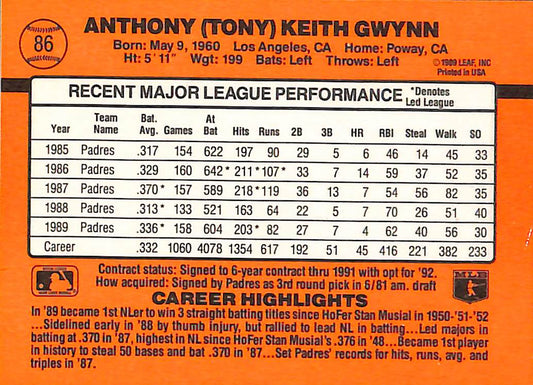 86
ANTHONY (TONY) KEITH GWYNN
Born: May 9, 1960 Los Angeles, CA Home: Poway, CA
Ht: 5' 11" Wgt: 199 Bats: Left Throws: Left
© 1989 LEAF, INC
Printed in USA
RECENT MAJOR LEAGUE PERFORMANCE *Denotes
Led League
Year Team Name Bat. Avg. Games At Bat Hits Runs 2B 3B HR RBI Steal Walk SO
1985 Padres .317 154 622 197 90 29 5 6 46 14 45 33
1986 Padres .329 160 642* 211* 107* 33 7 14 59 37 52 35
1987 Padres .370* 157 589 218* 119 36 13 7 54 56 82 35
1988 Padres .313* 133 521 163 64 22 5 7 70 26 51 40
1989 Padres .336* 158 604 203* 82 27 7 4 62 40 56 30
Career .332 1060 4078 1354 617 192 51 45 416 221 382 233
Contract status: Signed to 6-year contract thru 1991 with opt for '92.
How acquired: Signed by Padres as 3rd round pick in 6/81 am. draft
MLB
CAREER HIGHLIGHTS
In '89 became 1st NLer to win 3 straight batting titles since HoFer Stan Musial in 1950-'51-'52
...Sidelined early in '88 by thumb injury, but rallied to lead NL in batting...Led majors in
batting at .370 in '87, highest in NL since HoFer Stan Musial's .376 in '48...Became 1st player
in history to steal 50 bases and bat .370 in '87...Set Padres' records for hits, runs, avg. and
triples in '87.